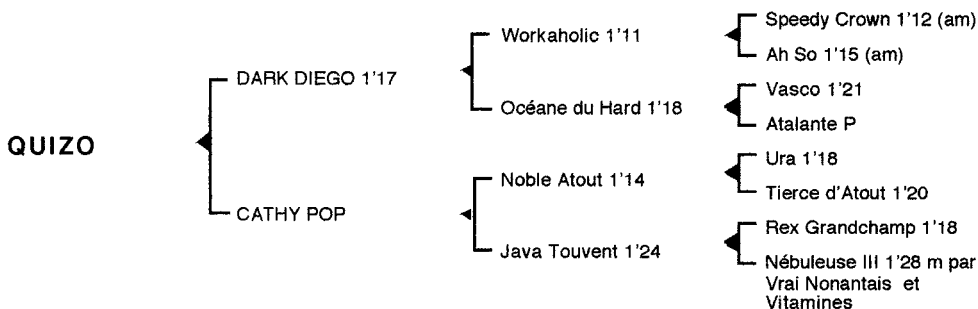 Speedy Crown 1'12 (am)
Workaholic 1'11
Ah So 1'15 (am)
DARK DIEGO 1'17
Vasco 1'21
Océane du Hard 1'18
Atalante P
QUIZO
Ura 1'18
Noble Atout 1'14
Tierce d'Atout 1'20
CATHY POP
Rex Grandchamp 1'18
Java Touvent 1'24
Nébuleuse III 1'28 m par
Vrai Nonantais et
Vitamines